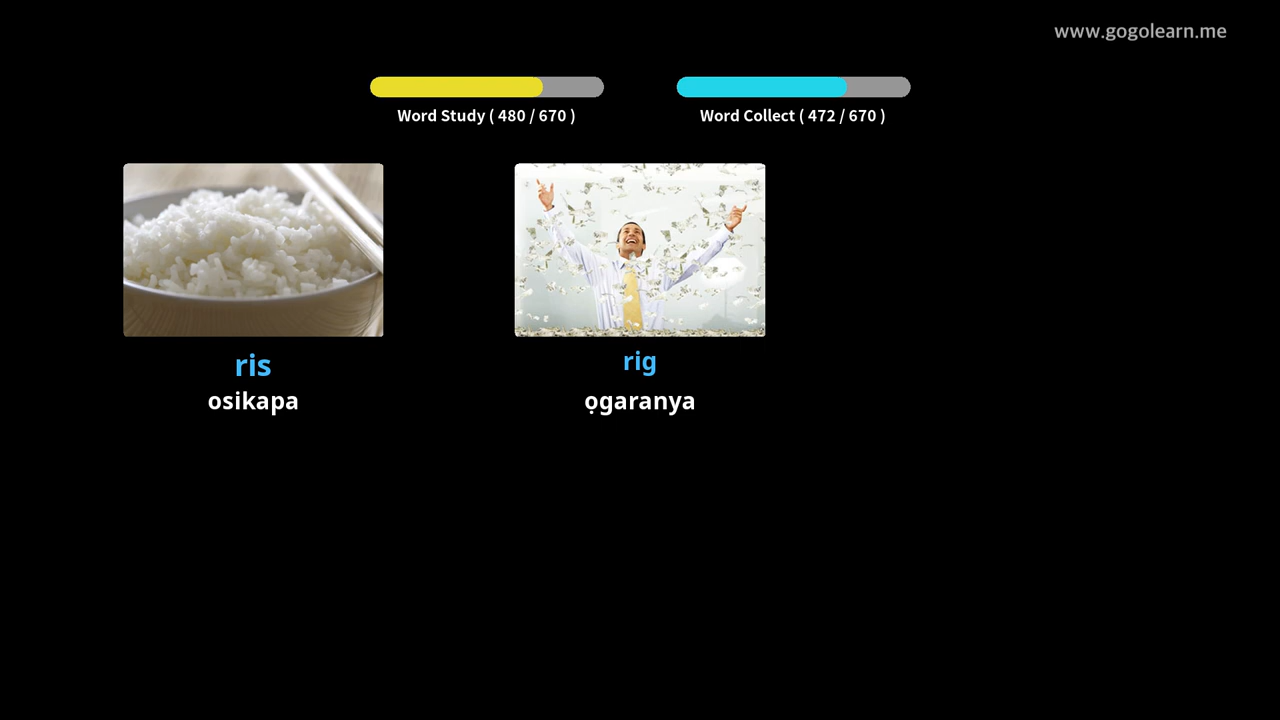 www.gogolearn.me
Word Study ( 480 / 670 )
Word Collect ( 472 / 670 )
ris
osikapa
rig
ọgaranya